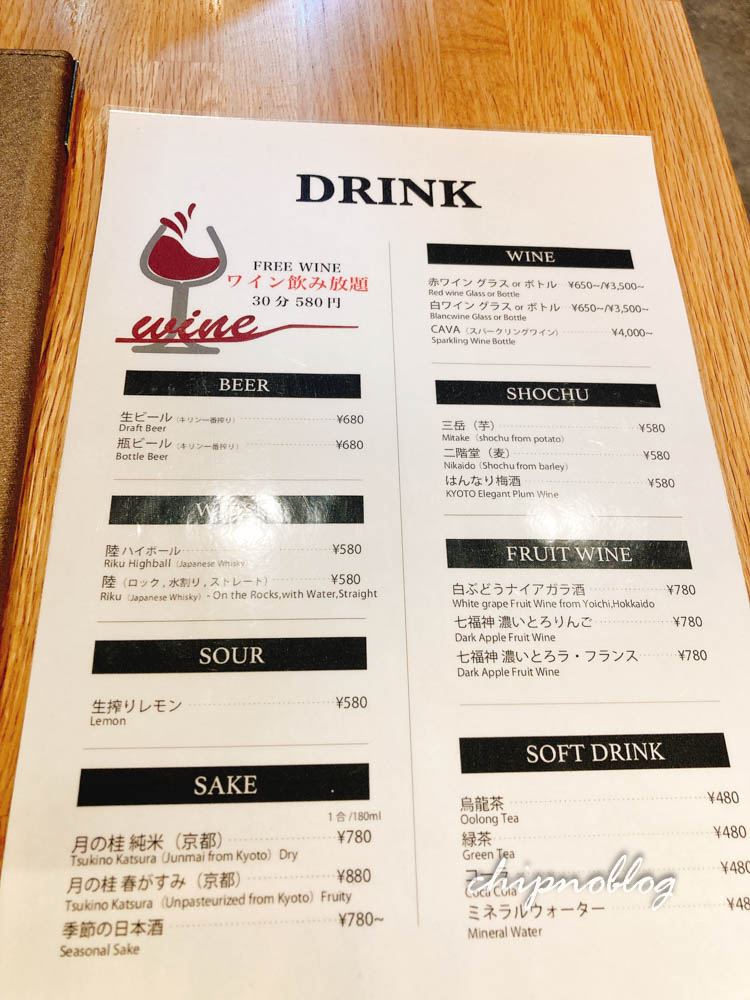 DRINK
FREE WINE
ワイン飲み放題
30分 580円
wine
BEER
生ビール（キリン一番搾り） ¥680
Draft Beer
瓶ビール（キリン一番搾り） ¥680
Bottle Beer
陸 ハイボール ¥580
Riku Highball（Japanese Whisky
陸（ロック , 水割り , ストレート） ¥580
Riku（Japanese Whisky）- On the Rocks,with Water,Straight
SOUR
生搾りレモン ¥580
Lemon
SAKE
1合 /180ml
月の桂 純米（京都） ¥780
Tsukino Katsura（Junmai from Kyoto）Dry
月の桂 春がすみ（京都） ¥880
Tsukino Katsura（Unpasteurized from Kyoto）Fruity
季節の日本酒 ¥780~
Seasonal Sake
WINE
赤ワイン グラス or ボトル ¥650~/¥3,500~
Red wine Glass or Bottle
白ワイン グラス or ボトル ¥650~/¥3,500~
Blancwine Glass or Bottle
CAVA（スパークリングワイン） ¥4,000~
Sparkling Wine Bottle
SHOCHU
三岳（芋） ¥580
Mitake（shochu from potato）
二階堂（麦） ¥580
Nikaido（Shochu from barley）
はんなり梅酒 ¥580
KYOTO Elegant Plum Wine
FRUIT WINE
白ぶどうナイアガラ酒 ¥780
White grape Fruit Wine from Yoichi,Hokkaido
七福神 濃いとろりんご ¥780
Dark Apple Fruit Wine
七福神 濃いとろラ・フランス ¥780
Dark Apple Fruit Wine
SOFT DRINK
烏龍茶 ¥480
Oolong Tea
緑茶 ¥480
Green Tea
コーラ ¥480
Coca Cola
ミネラルウォーター ¥48
Mineral Water
chipnoblog